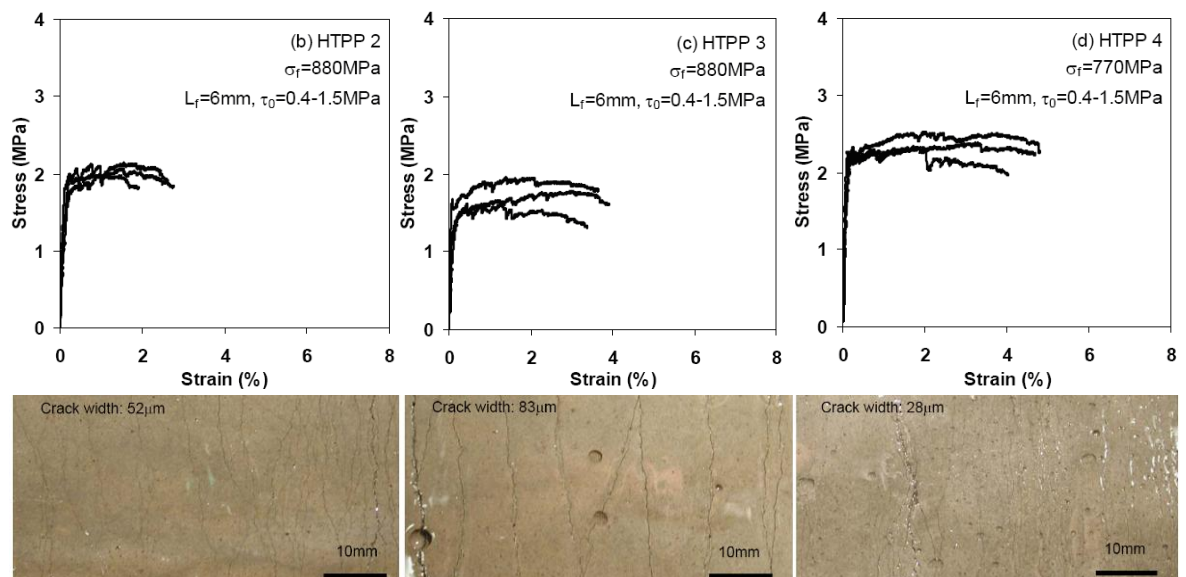 (b) HTPP 2
σf=880MPa
Lf=6mm, τ0=0.4-1.5MPa
Stress (MPa)
4
3
2
1
0
0 2 4 6 8
Strain (%)
(c) HTPP 3
σf=880MPa
Lf=6mm, τ0=0.4-1.5MPa
Stress (MPa)
4
3
2
1
0
0 2 4 6 8
Strain (%)
(d) HTPP 4
σf=770MPa
Lf=6mm, τ0=0.4-1.5MPa
Stress (MPa)
4
3
2
1
0
0 2 4 6 8
Strain (%)
Crack width: 52μm
10mm
Crack width: 83μm
10mm
Crack width: 28μm
10mm